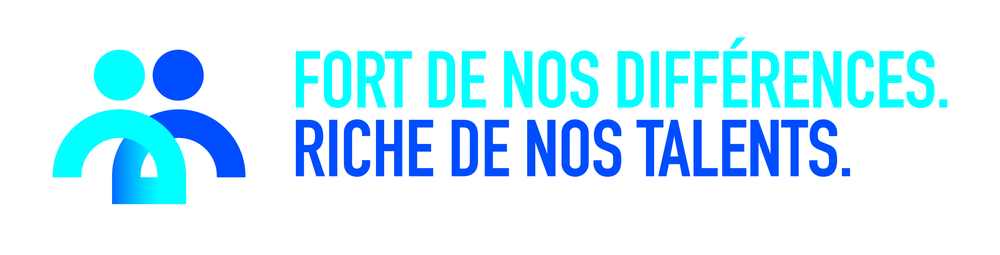 FORT DE NOS DIFFÉRENCES.
RICHE DE NOS TALENTS.